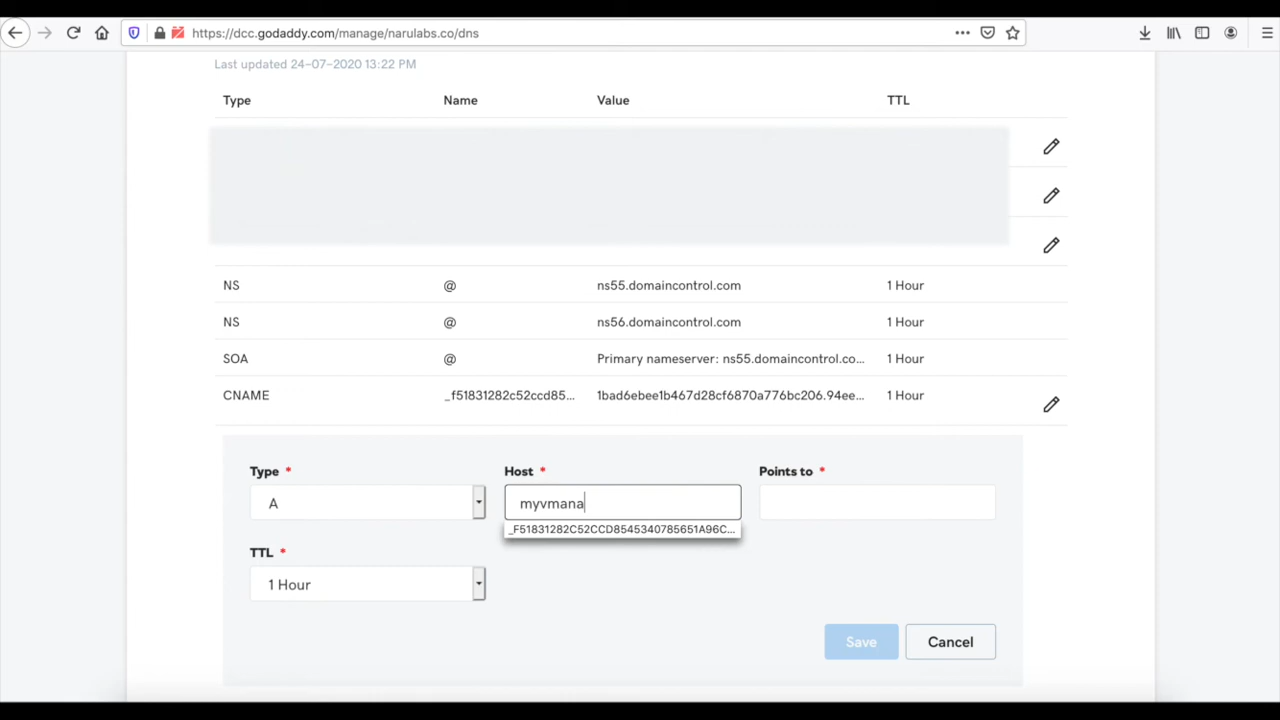 https://dcc.godaddy.com/manage/narulabs.co/dns
Last updated 24-07-2020 13:22 PM
Type Name Value TTL
NS @ ns55.domaincontrol.com 1 Hour
NS @ ns56.domaincontrol.com 1 Hour
SOA @ Primary nameserver: ns55.domaincontrol.co... 1 Hour
CNAME _f51831282c52ccd85... 1bad6ebee1b467d28cf6870a776bc206.94ee... 1 Hour
Type * Host * Points to *
A myvmana
_F51831282C52CCD8545340785651A96C...
TTL *
1 Hour
Save Cancel